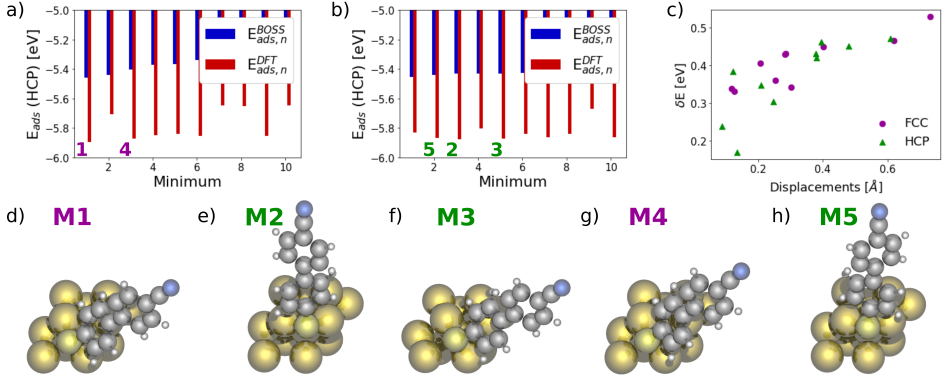 a)
E_ads (HCP) [eV]
−5.0
−5.2
−5.4
−5.6
−5.8
−6.0
E^BOSS_ads, n
E^DFT_ads, n
1
4
0 2 4 6 8 10
Minimum
b)
E_ads (HCP) [eV]
−5.0
−5.2
−5.4
−5.6
−5.8
−6.0
E^BOSS_ads, n
E^DFT_ads, n
5
2
3
0 2 4 6 8 10
Minimum
c)
δE [eV]
0.5
0.4
0.3
0.2
FCC
HCP
0.2 0.4 0.6
Displacements [Å]
d) M1
e) M2
f) M3
g) M4
h) M5